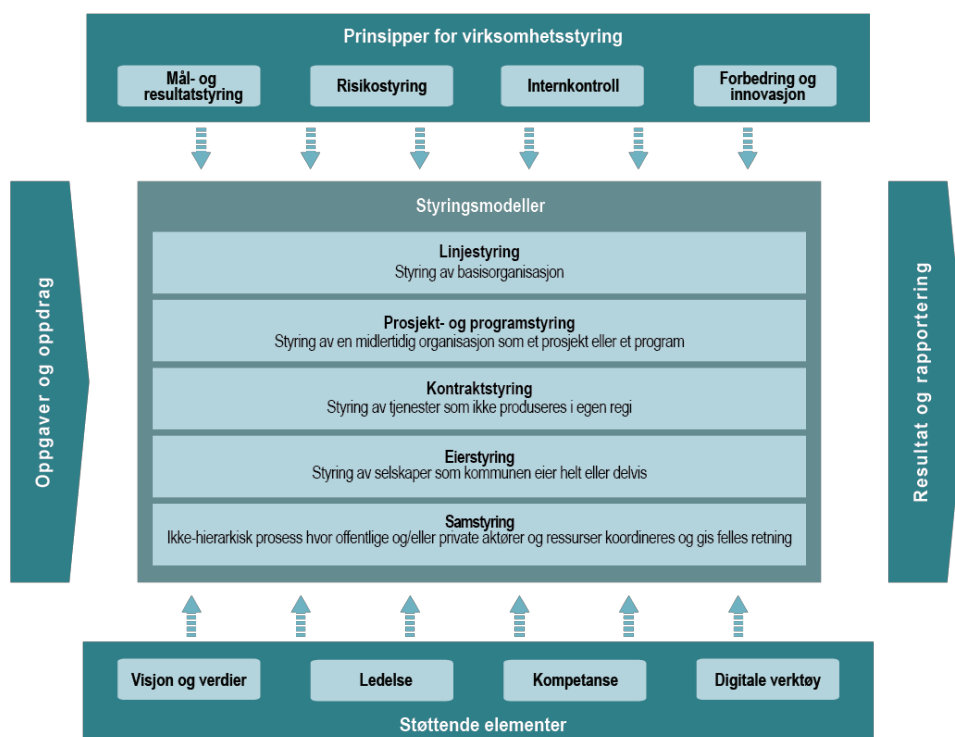 Prinsipper for virksomhetsstyring
Mål- og
resultatstyring
Risikostyring
Internkontroll
Forbedring og
innovasjon
Oppgaver og oppdrag
Styringsmodeller
Linjestyring
Styring av basisorganisasjon
Prosjekt- og programstyring
Styring av en midlertidig organisasjon som et prosjekt eller et program
Kontraktstyring
Styring av tjenester som ikke produseres i egen regi
Eierstyring
Styring av selskaper som kommunen eier helt eller delvis
Samstyring
Ikke-hierarkisk prosess hvor offentlige og/eller private aktører og ressurser koordineres og gis felles retning
Resultat og rapportering
Visjon og verdier
Ledelse
Kompetanse
Digitale verktøy
Støttende elementer